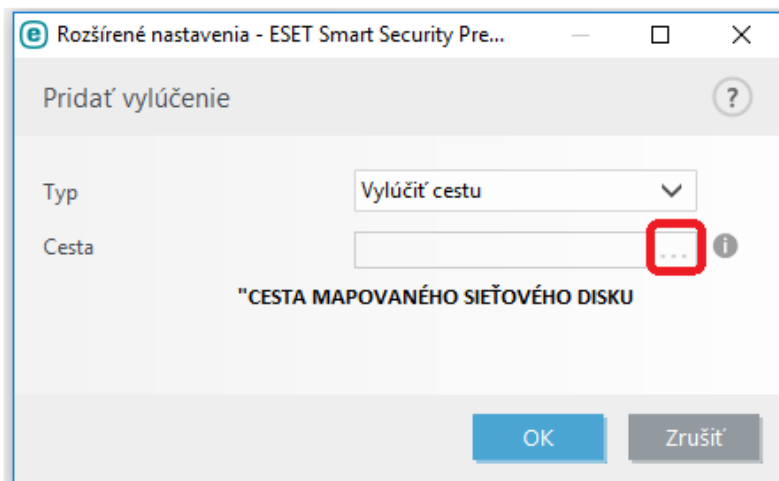 e Rozšírené nastavenia - ESET Smart Security Pre...
Pridať vylúčenie ?
Typ Vylúčiť cestu
Cesta ... i
"CESTA MAPOVANÉHO SIEŤOVÉHO DISKU
OK Zrušiť